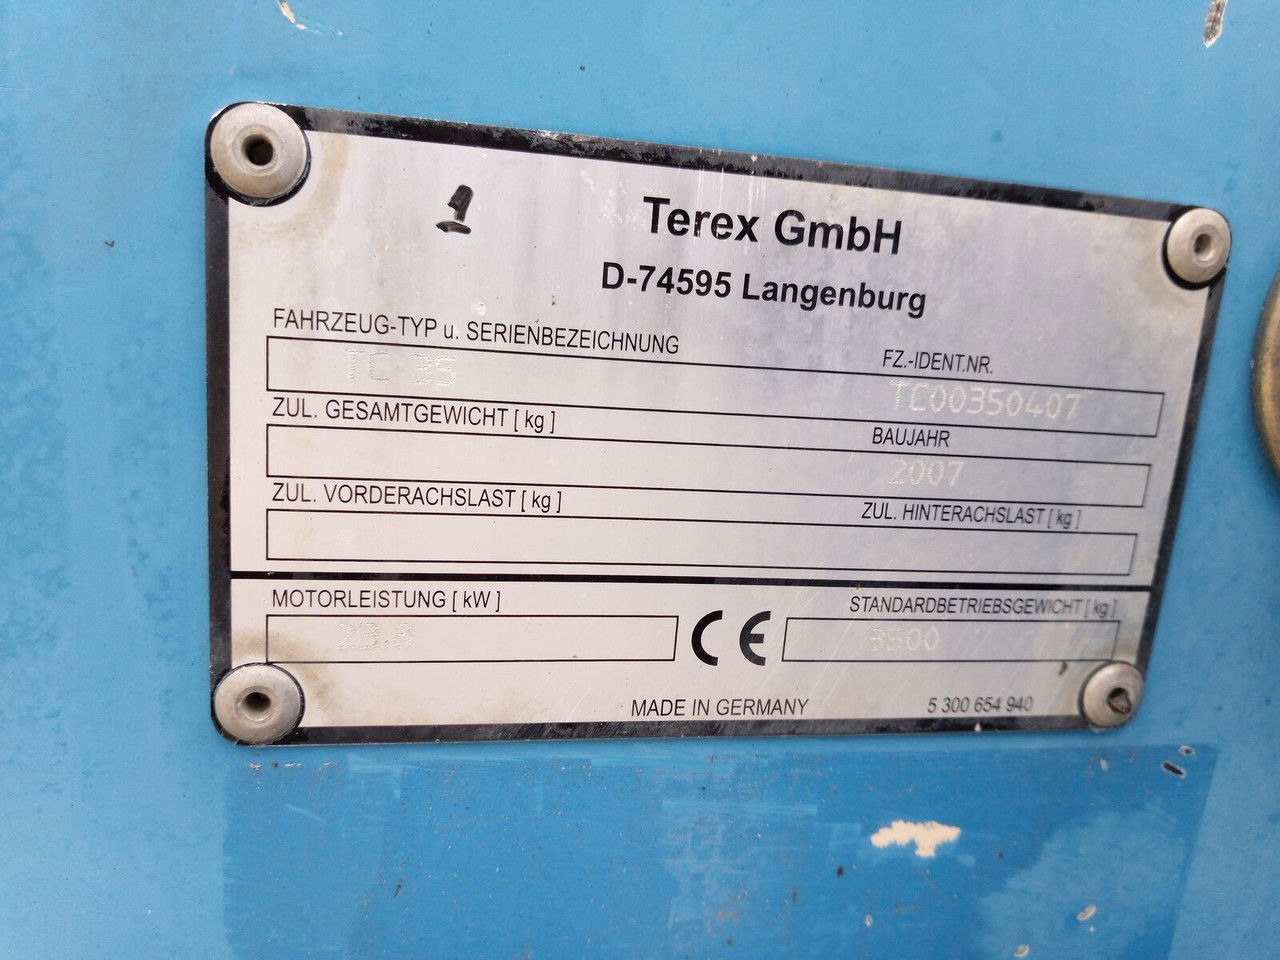 Terex GmbH
D-74595 Langenburg
FAHRZEUG-TYP u. SERIENBEZEICHNUNG
FZ.-IDENT.NR.
TC 35
TC00350407
ZUL. GESAMTGEWICHT [ kg ]
BAUJAHR
2007
ZUL. VORDERACHSLAST [ kg ]
ZUL. HINTERACHSLAST [ kg ]
MOTORLEISTUNG [ kW ]
STANDARDBETRIEBSGEWICHT [ kg ]
CE
3500
MADE IN GERMANY
5 300 654 940